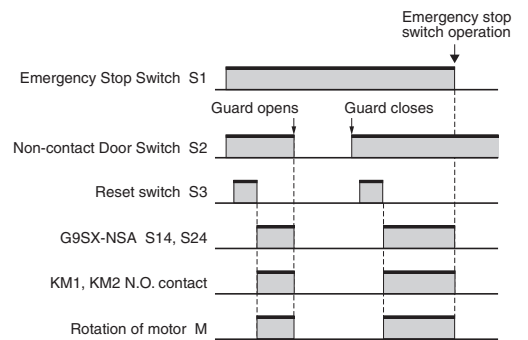 Emergency stop
switch operation
Emergency Stop Switch S1
Guard opens
Guard closes
Non-contact Door Switch S2
Reset switch S3
G9SX-NSA S14, S24
KM1, KM2 N.O. contact
Rotation of motor M